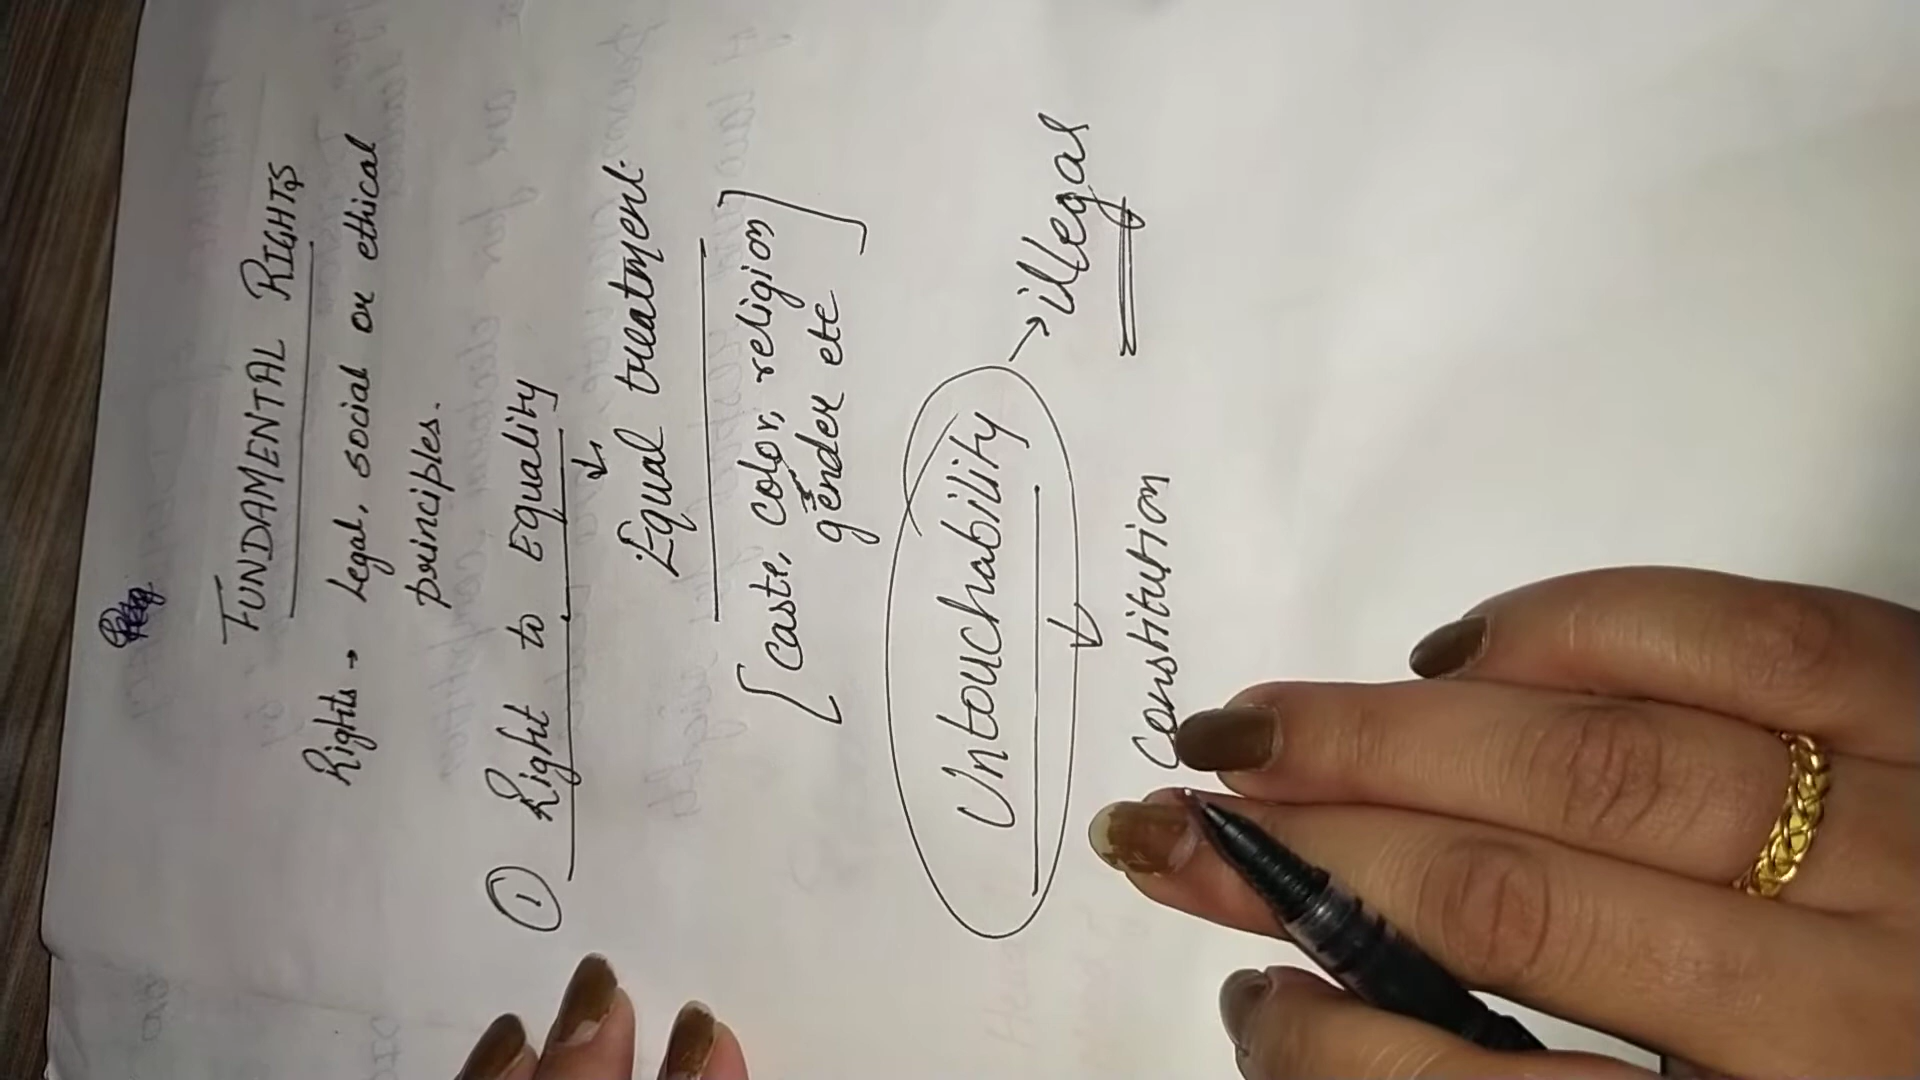 FUNDAMENTAL RIGHTS
Rights → Legal, social or ethical
principles.
① Right to Equality
↓
Equal treatment.
[caste, color, religion
gender etc]
Untouchability → illegal
↓
Constitution